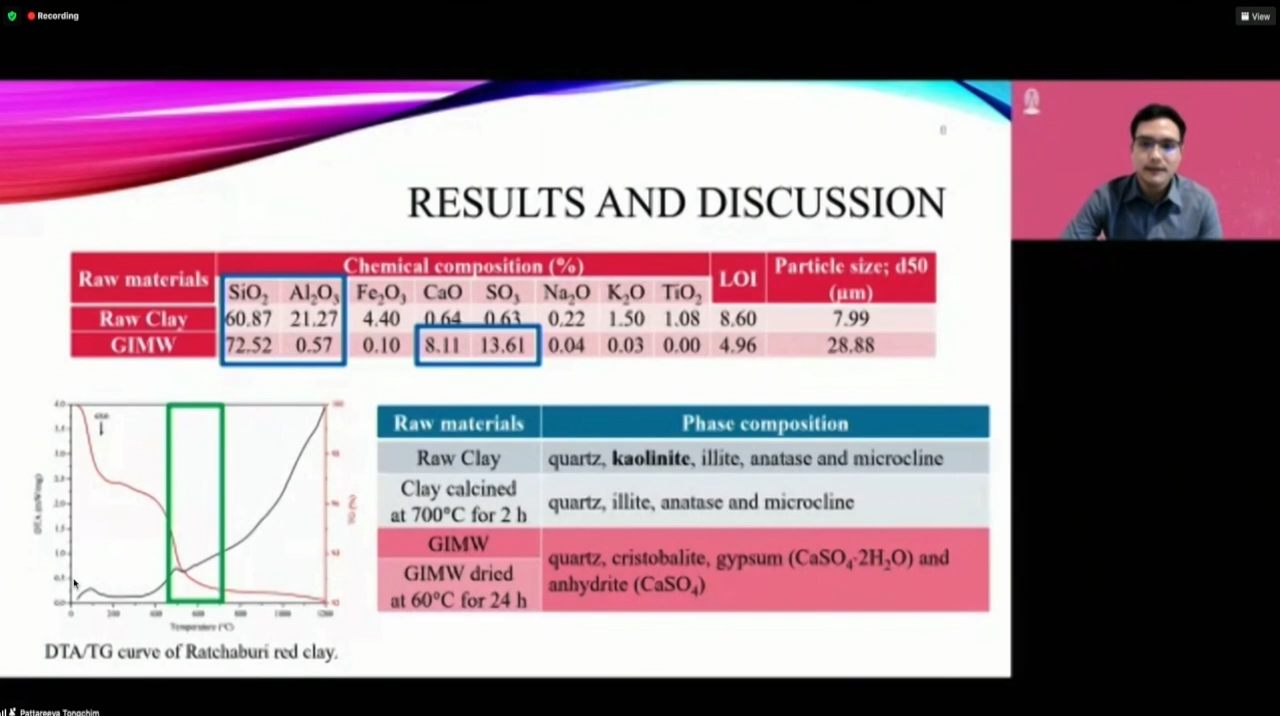 Recording
View
8
RESULTS AND DISCUSSION
Raw materials Chemical composition (%) LOI Particle size; d50 (μm)
SiO₂ Al₂O₃ Fe₂O₃ CaO SO₃ Na₂O K₂O TiO₂
Raw Clay 60.87 21.27 4.40 0.64 0.63 0.22 1.50 1.08 8.60 7.99
GIMW 72.52 0.57 0.10 8.11 13.61 0.04 0.03 0.00 4.96 28.88
Raw materials Phase composition
Raw Clay quartz, kaolinite, illite, anatase and microcline
Clay calcined
at 700°C for 2 h quartz, illite, anatase and microcline
GIMW
quartz, cristobalite, gypsum (CaSO₄·2H₂O) and
anhydrite (CaSO₄)
GIMW dried
at 60°C for 24 h
Temperature (°C)
DTA/TG curve of Ratchaburi red clay.
Pattareeya Tongchim